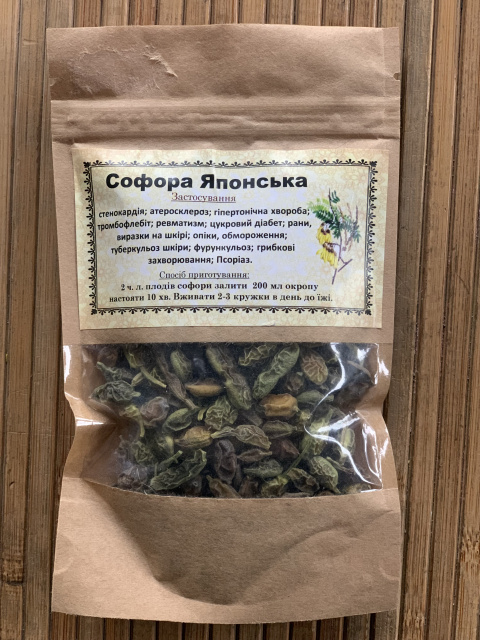 Софора Японська
Застосування
стенокардія; атеросклероз; гіпертонічна хвороба;
тромбофлебіт; ревматизм; цукровий діабет; рани,
виразки на шкірі; опіки, обмороження;
туберкульоз шкіри; фурункульоз; грибкові
захворювання; Псоріаз.
Спосіб приготування:
2 ч. л. плодів софори залити 200 мл окропу
настояти 10 хв. Вживати 2-3 кружки в день до їжі.